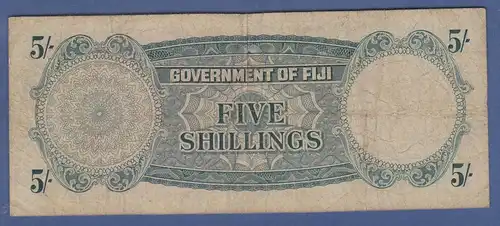 5/- 5/-
GOVERNMENT OF FIJI
FIVE
SHILLINGS
5/- 5/-